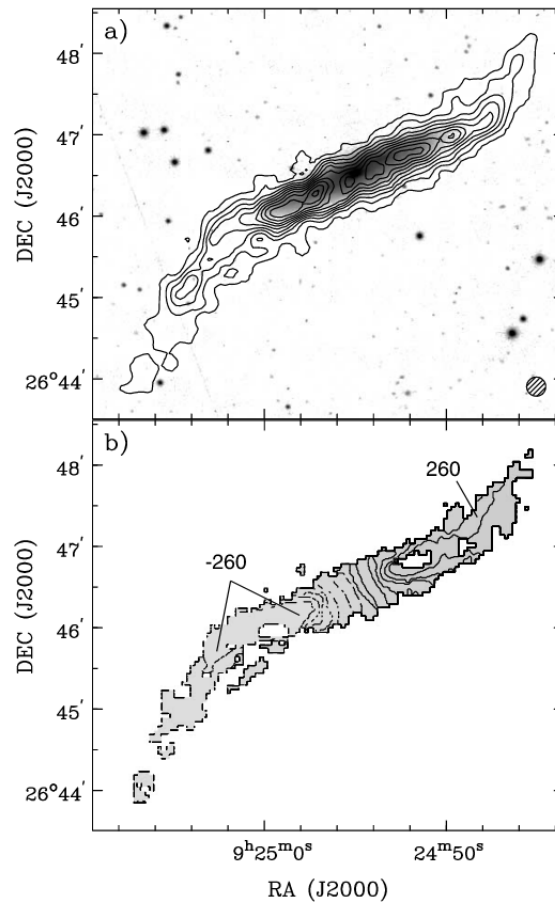 a)
48′
47′
46′
45′
26°44′
DEC (J2000)
b)
260
-260
48′
47′
46′
45′
26°44′
DEC (J2000)
9ʰ25ᵐ0ˢ 24ᵐ50ˢ
RA (J2000)